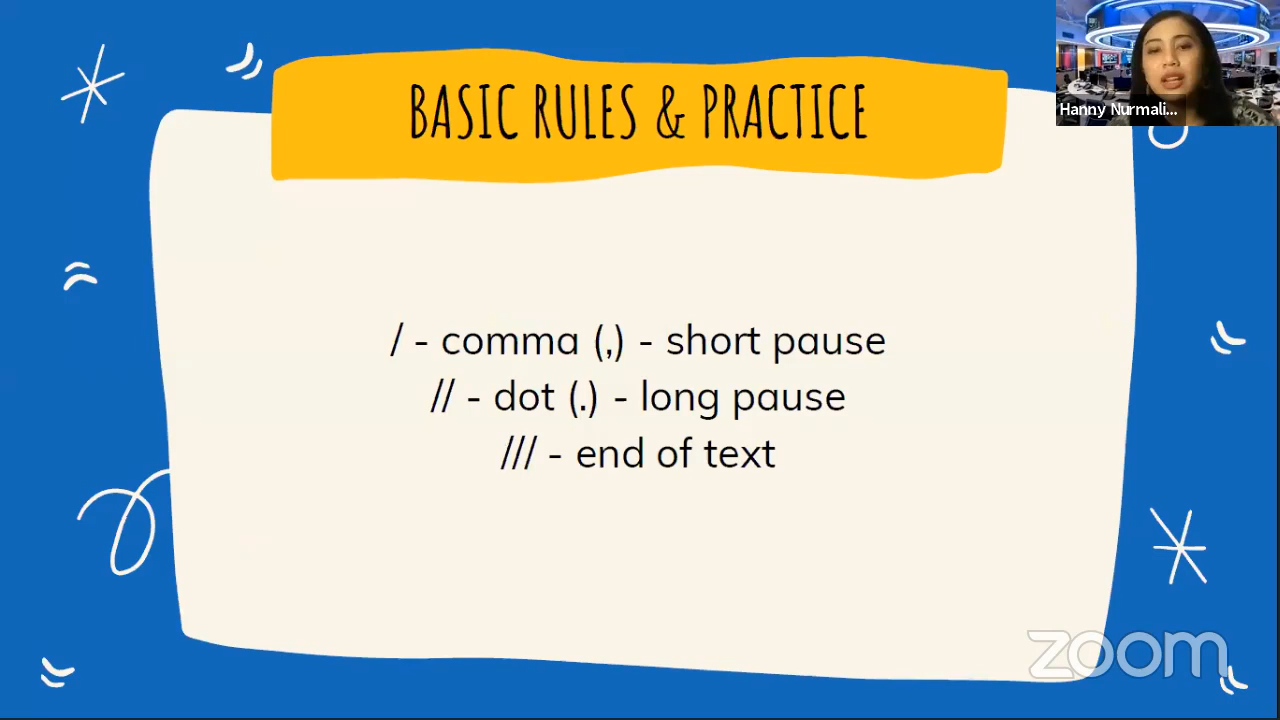 BASIC RULES & PRACTICE
Hanny Nurmali...
/ - comma (,) - short pause
// - dot (.) - long pause
/// - end of text
zoom